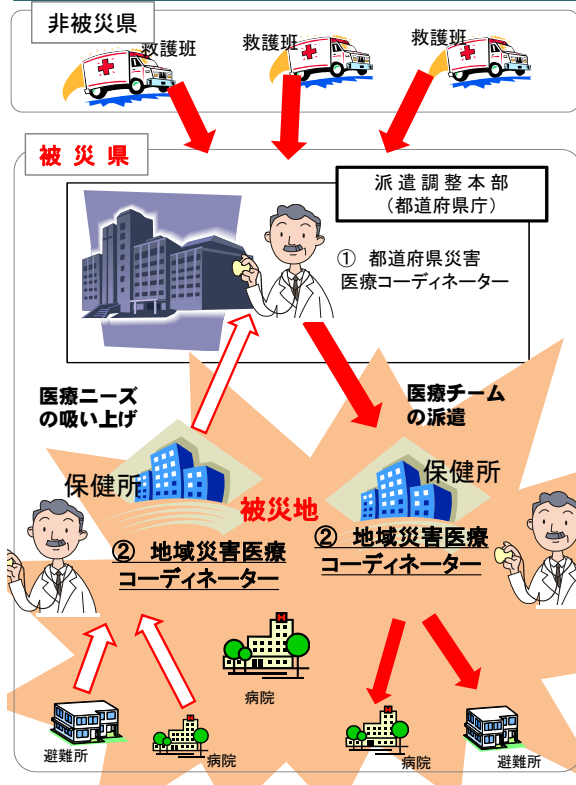 非被災県
救護班
救護班
救護班
被災県
派遣調整本部
（都道府県庁）
① 都道府県災害
医療コーディネーター
医療ニーズ
の吸い上げ
医療チーム
の派遣
保健所
保健所
被災地
② 地域災害医療
コーディネーター
② 地域災害医療
コーディネーター
病院
避難所
病院
病院
避難所